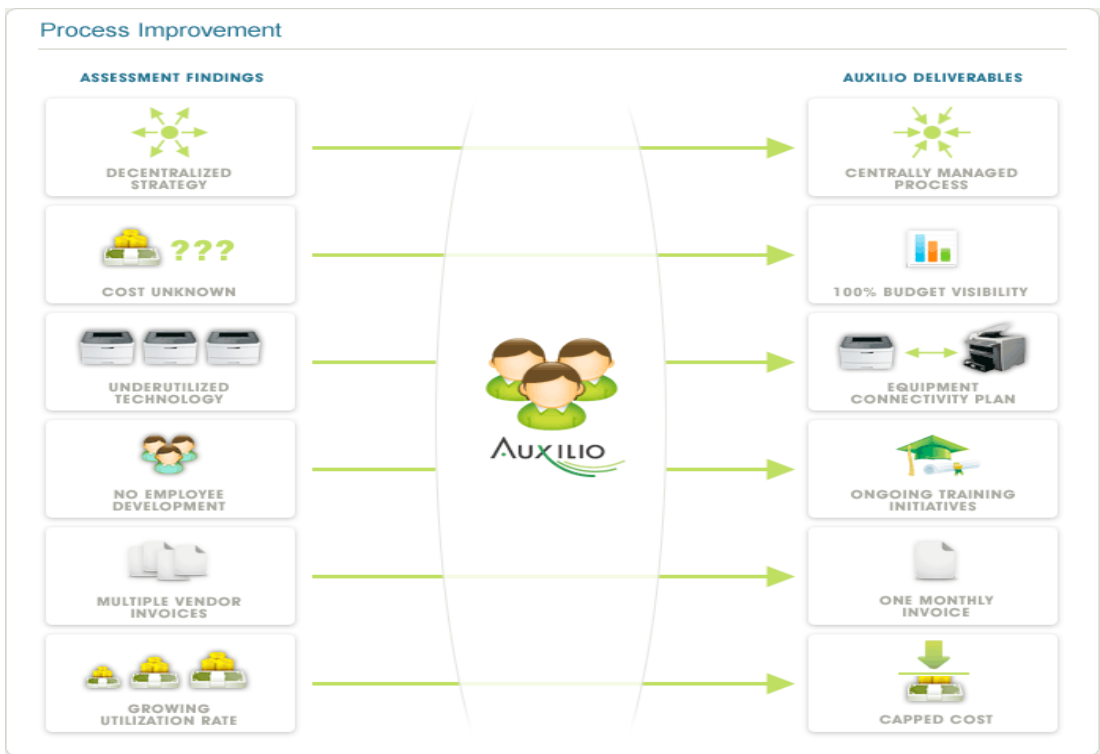 Process Improvement
ASSESSMENT FINDINGS
AUXILIO DELIVERABLES
DECENTRALIZED
STRATEGY
CENTRALLY MANAGED
PROCESS
???
COST UNKNOWN
100% BUDGET VISIBILITY
UNDERUTILIZED
TECHNOLOGY
EQUIPMENT
CONNECTIVITY PLAN
AUXILIO
NO EMPLOYEE
DEVELOPMENT
ONGOING TRAINING
INITIATIVES
MULTIPLE VENDOR
INVOICES
ONE MONTHLY
INVOICE
GROWING
UTILIZATION RATE
CAPPED COST